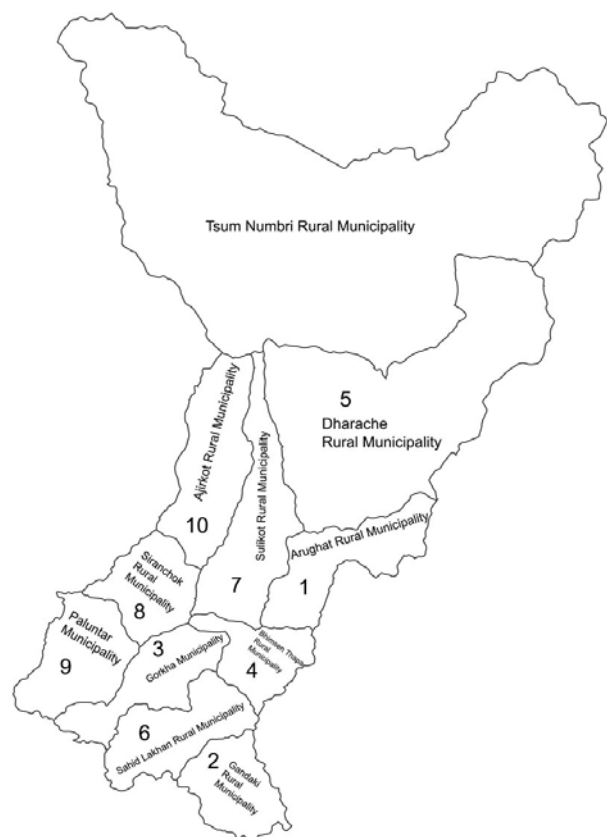 Tsum Numbri Rural Municipality
5
Dharache
Rural Municipality
Ajirkot Rural Municipality
10
Sulikot Rural Municipality
7
Arughat Rural Municipality
1
Siranchok
Rural
Municipality
8
Paluntar
Municipality
9
3
Gorkha Municipality
Bhimsen Thapa
Rural
Municipality
4
6
Sahid Lakhan Rural Municipality
2
Gandaki
Rural
Municipality